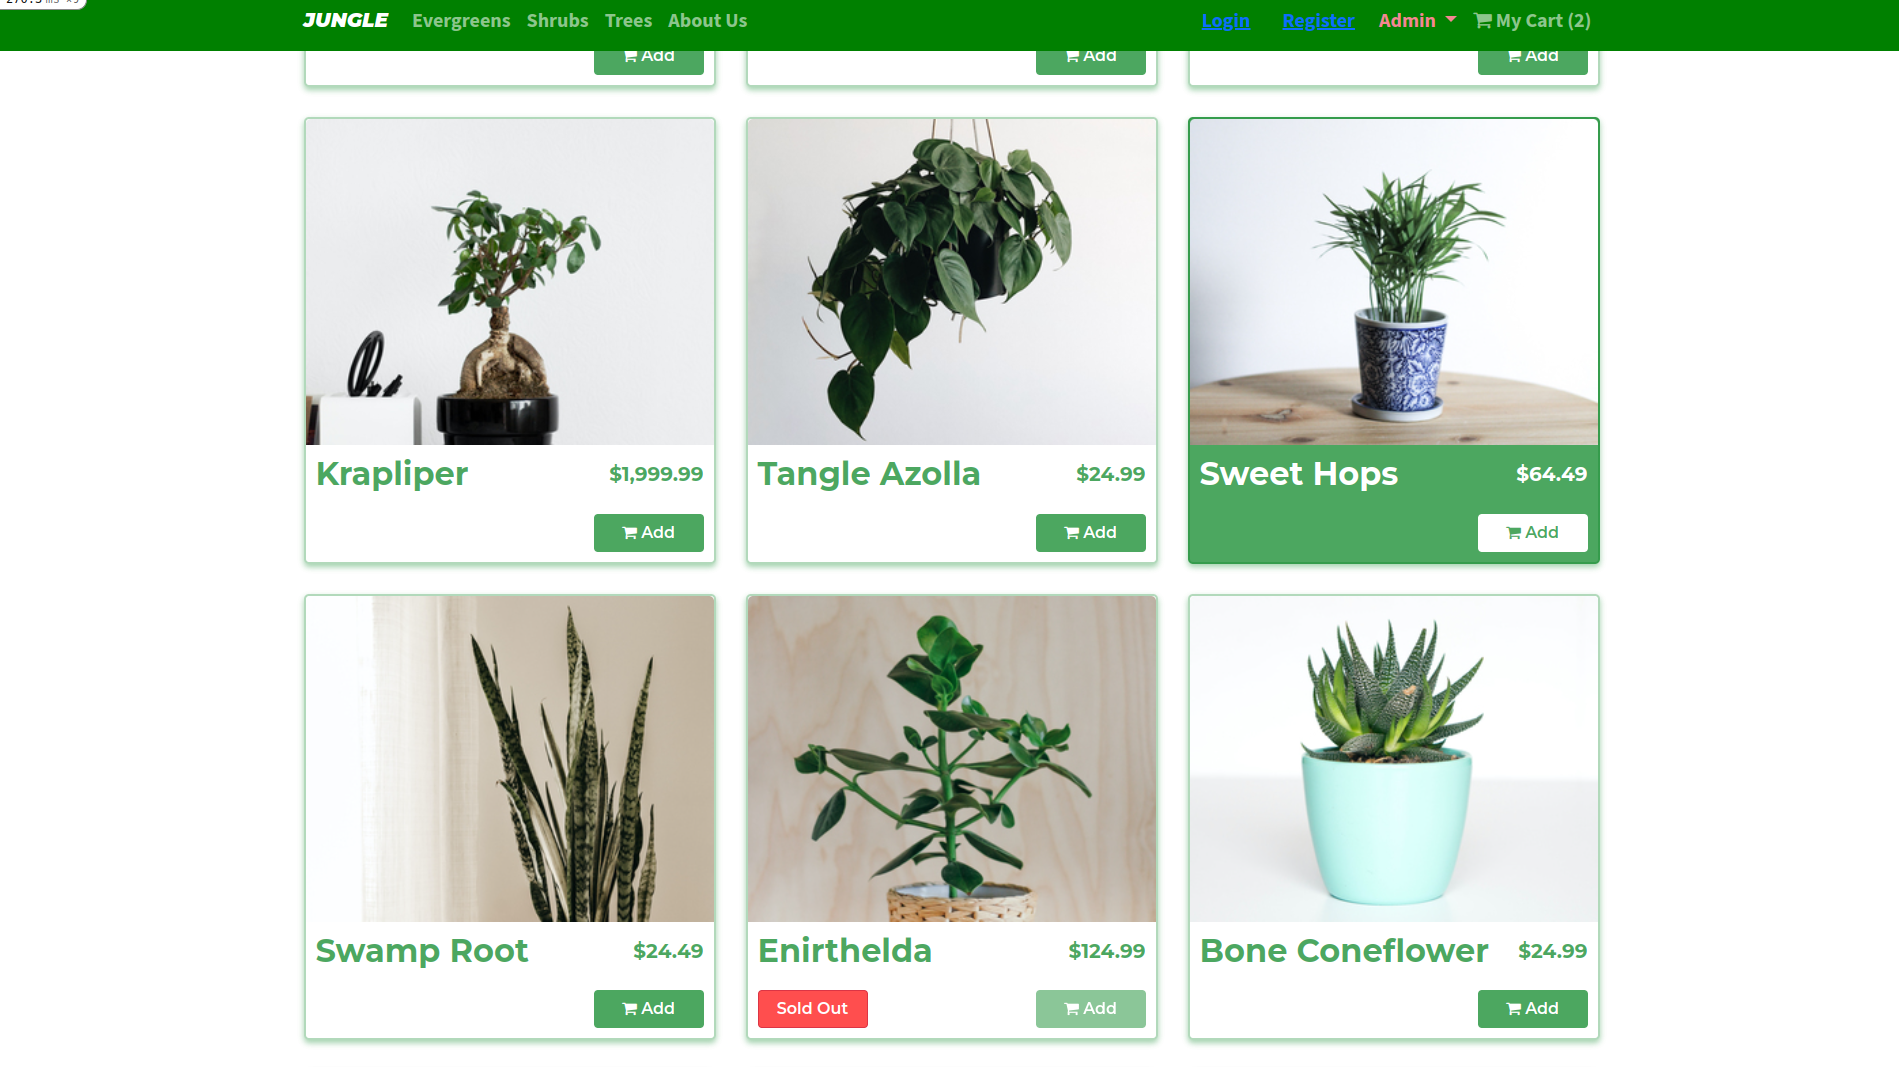 JUNGLE Evergreens Shrubs Trees About Us Login Register Admin My Cart (2)
Add Add Add
Krapliper $1,999.99
Add
Tangle Azolla $24.99
Add
Sweet Hops $64.49
Add
Swamp Root $24.49
Add
Enirthelda $124.99
Sold Out Add
Bone Coneflower $24.99
Add